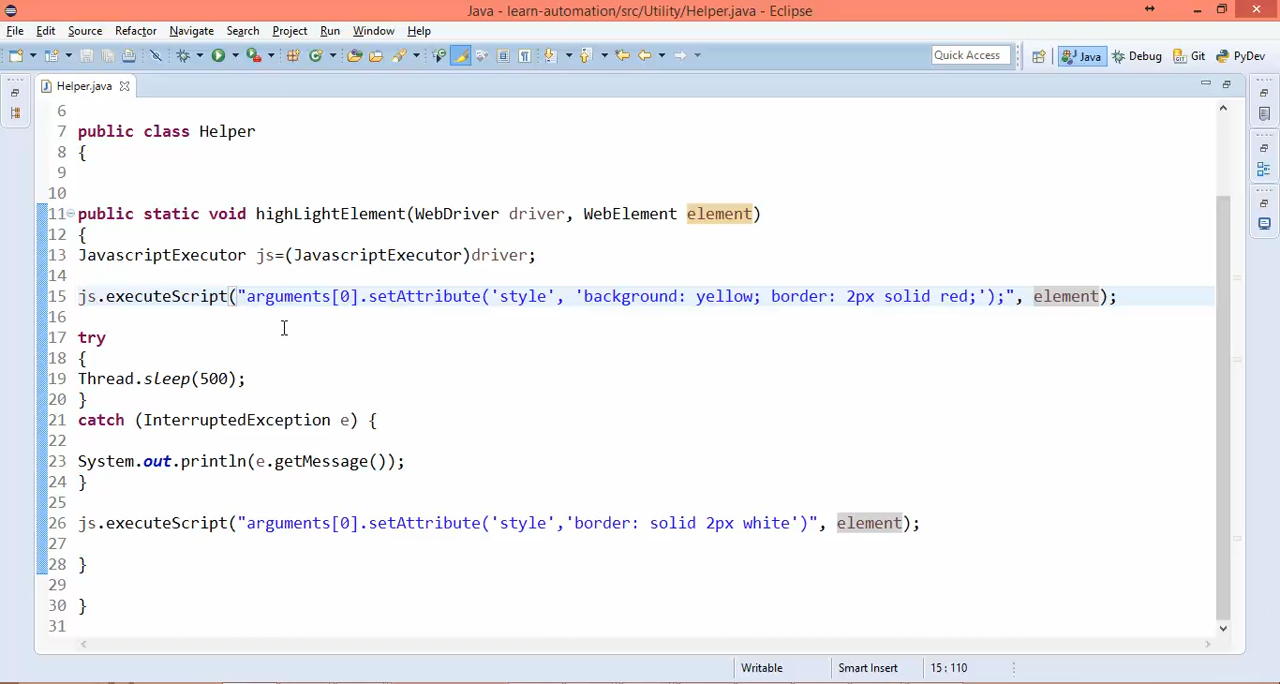 Java - learn-automation/src/Utility/Helper.java - Eclipse
File Edit Source Refactor Navigate Search Project Run Window Help
Quick Access Java Debug Git PyDev
Helper.java
6
7 public class Helper
8 {
9
10
11 public static void highLightElement(WebDriver driver, WebElement element)
12 {
13 JavascriptExecutor js=(JavascriptExecutor)driver;
14
15 js.executeScript("arguments[0].setAttribute('style', 'background: yellow; border: 2px solid red;');", element);
16
17 try
18 {
19 Thread.sleep(500);
20 }
21 catch (InterruptedException e) {
22
23 System.out.println(e.getMessage());
24 }
25
26 js.executeScript("arguments[0].setAttribute('style','border: solid 2px white')", element);
27
28 }
29
30 }
31
Writable Smart Insert 15 : 110